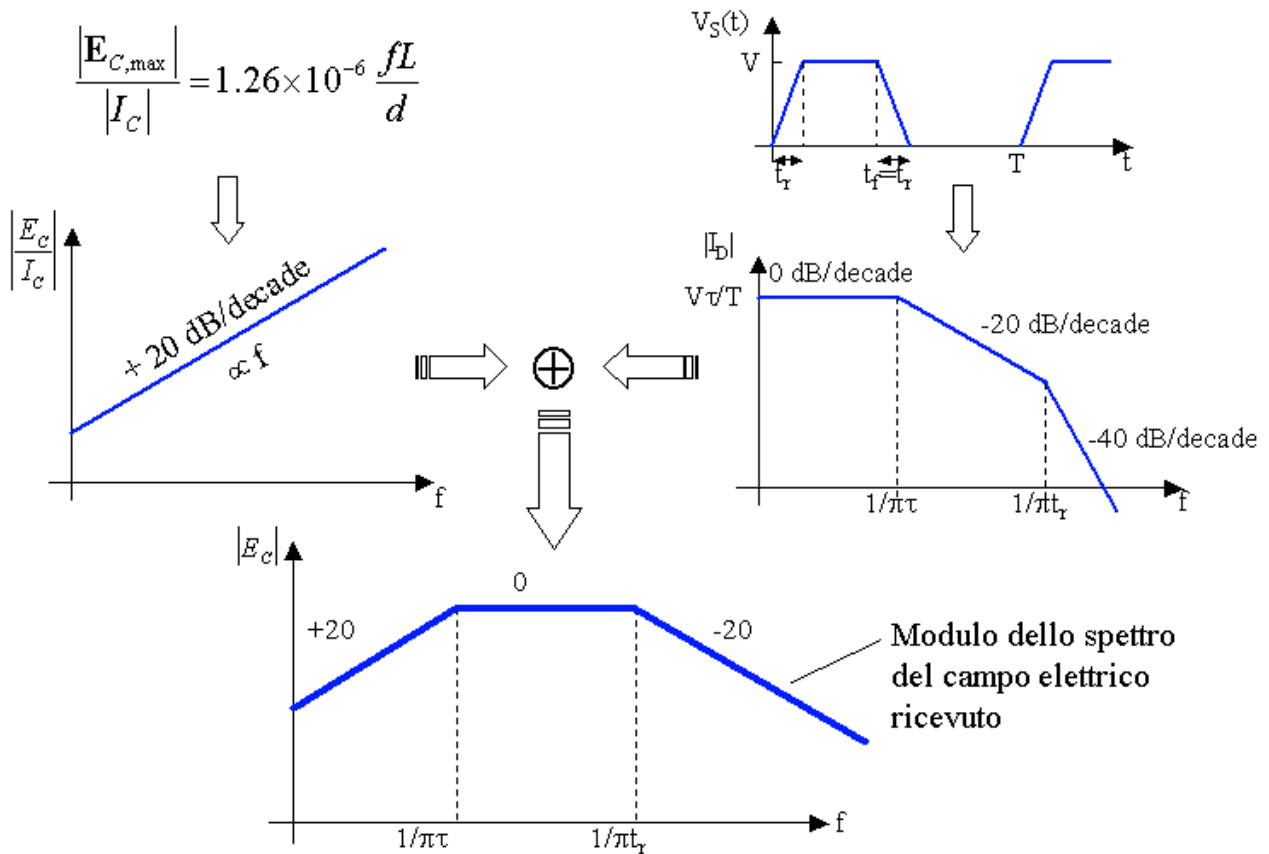 |E_{C,max}| / |I_C| = 1.26×10^{-6} fL/d
V_S(t)
V
t_r
t_f=t_r
T
t
|E_C / I_C|
+ 20 dB/decade
∝ f
f
|I_D|
0 dB/decade
Vτ/T
-20 dB/decade
-40 dB/decade
1/πτ
1/πt_r
f
|E_C|
+20
0
-20
Modulo dello spettro
del campo elettrico
ricevuto
1/πτ
1/πt_r
f